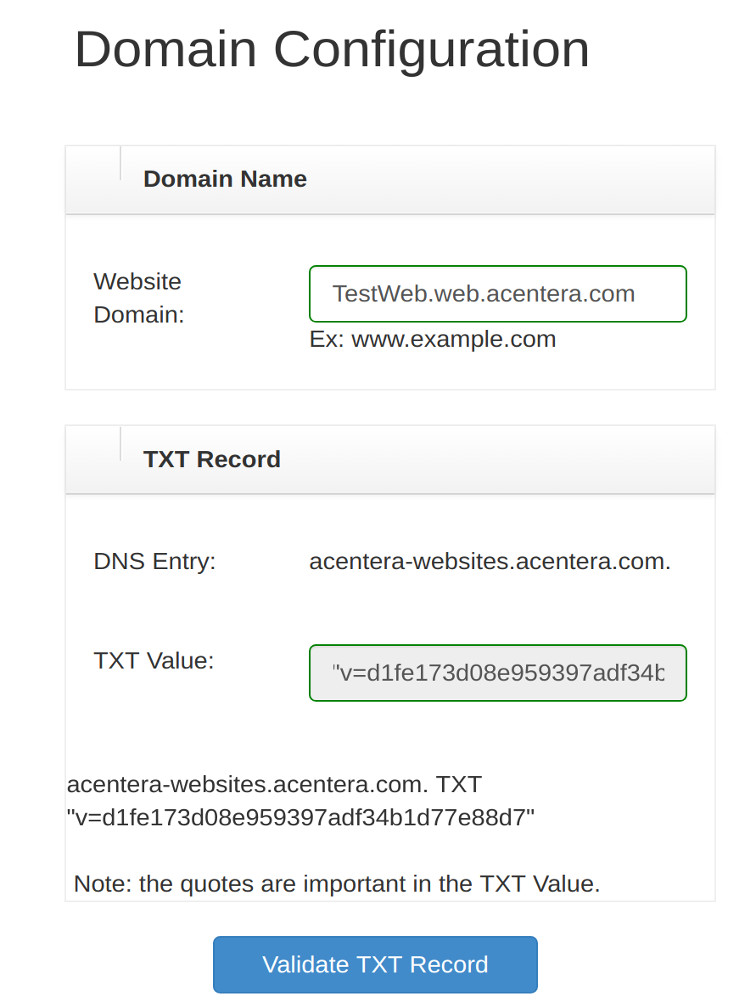 Domain Configuration
Domain Name
Website
Domain:
TestWeb.web.acentera.com
Ex: www.example.com
TXT Record
DNS Entry:
acentera-websites.acentera.com.
TXT Value:
"v=d1fe173d08e959397adf34b
acentera-websites.acentera.com. TXT
"v=d1fe173d08e959397adf34b1d77e88d7"
Note: the quotes are important in the TXT Value.
Validate TXT Record